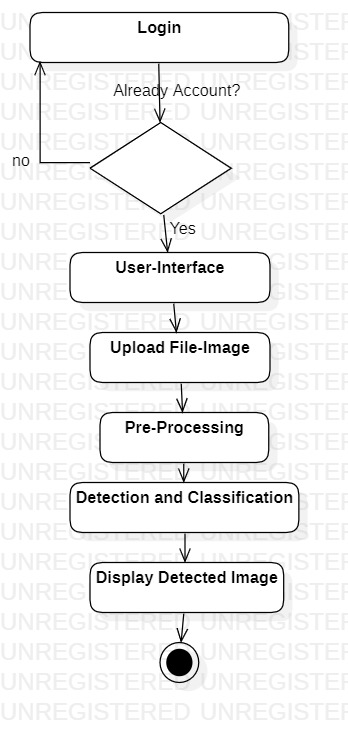 Login
Already Account?
no
Yes
User-Interface
Upload File-Image
Pre-Processing
Detection and Classification
Display Detected Image
UNREGISTERED UNREGISTERED